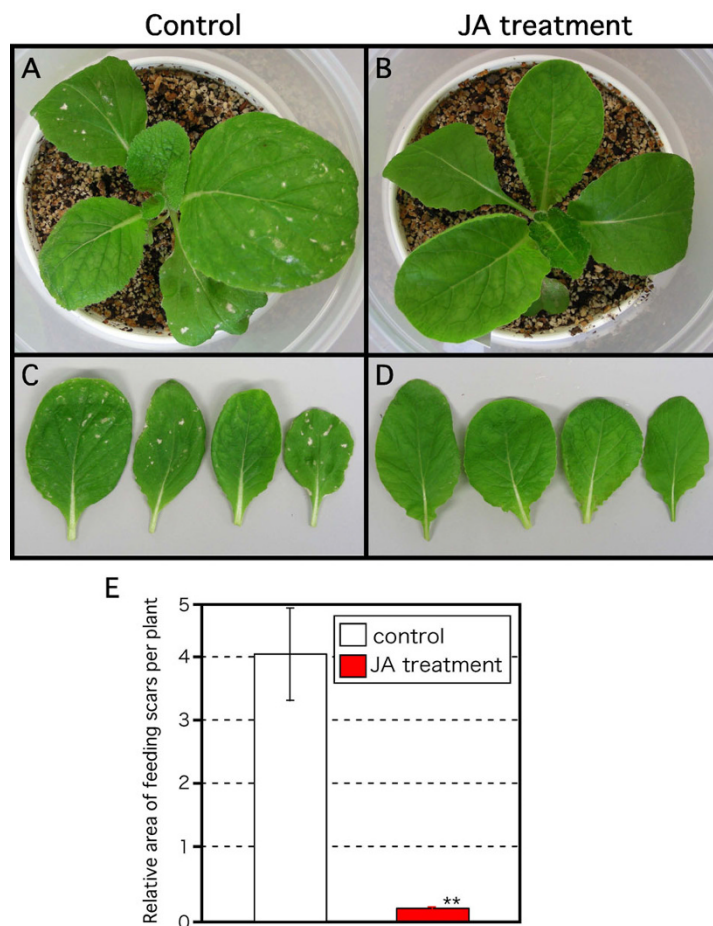 Control
JA treatment
A
B
C
D
E
Relative area of feeding scars per plant
5
4
3
2
1
0
control
JA treatment
**